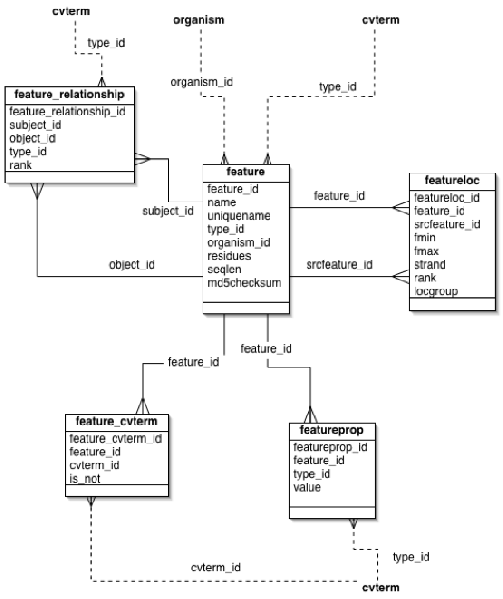 cvterm
organism
cvterm
type_id
organism_id
type_id
feature_relationship
feature_relationship_id
subject_id
object_id
type_id
rank
subject_id
object_id
feature
feature_id
name
uniquename
type_id
organism_id
residues
seqlen
md5checksum
feature_id
srcfeature_id
featureloc
featureloc_id
feature_id
srcfeature_id
fmin
fmax
strand
rank
locgroup
feature_id
feature_id
feature_cvterm
feature_cvterm_id
feature_id
cvterm_id
is_not
featureprop
featureprop_id
feature_id
type_id
value
cvterm_id
type_id
cvterm